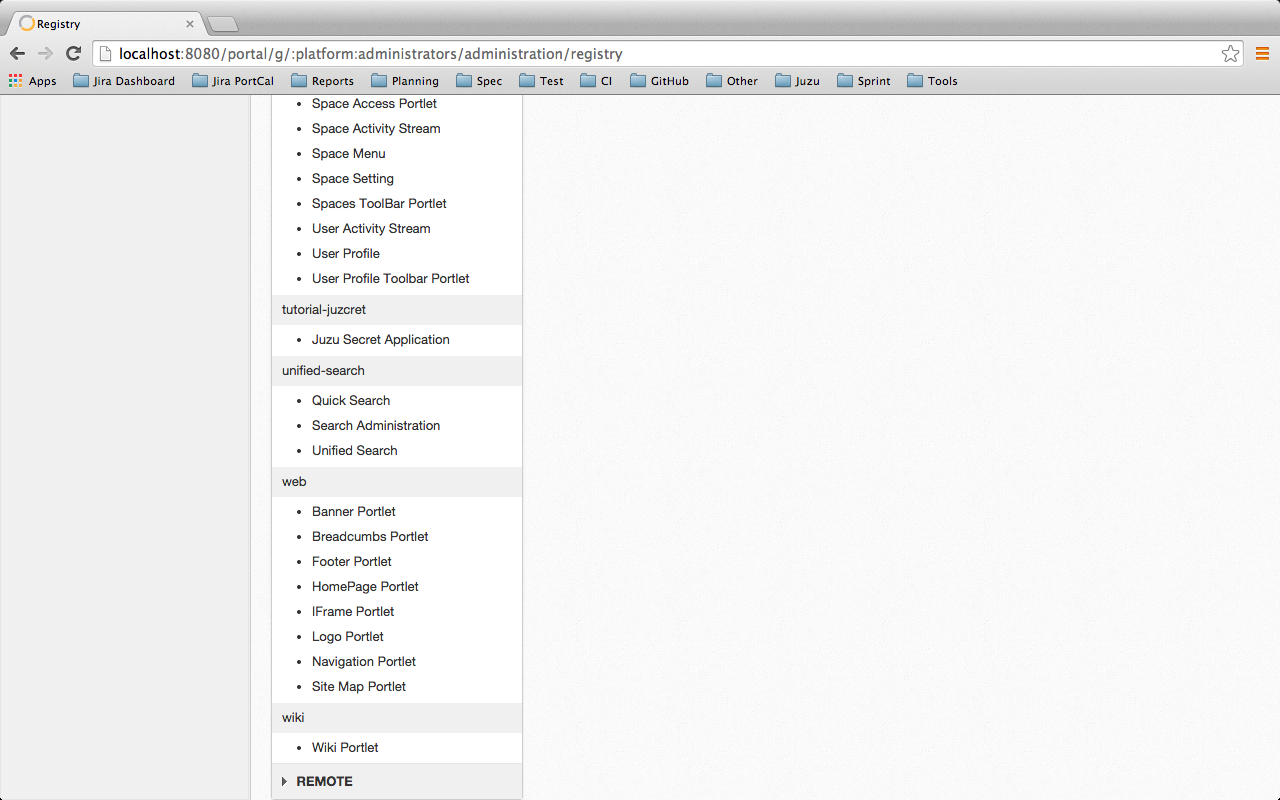 Registry
localhost:8080/portal/g/:platform:administrators/administration/registry
Apps Jira Dashboard Jira PortCal Reports Planning Spec Test CI GitHub Other Juzu Sprint Tools
Space Access Portlet
Space Activity Stream
Space Menu
Space Setting
Spaces ToolBar Portlet
User Activity Stream
User Profile
User Profile Toolbar Portlet
tutorial-juzcret
Juzu Secret Application
unified-search
Quick Search
Search Administration
Unified Search
web
Banner Portlet
Breadcumbs Portlet
Footer Portlet
HomePage Portlet
IFrame Portlet
Logo Portlet
Navigation Portlet
Site Map Portlet
wiki
Wiki Portlet
REMOTE